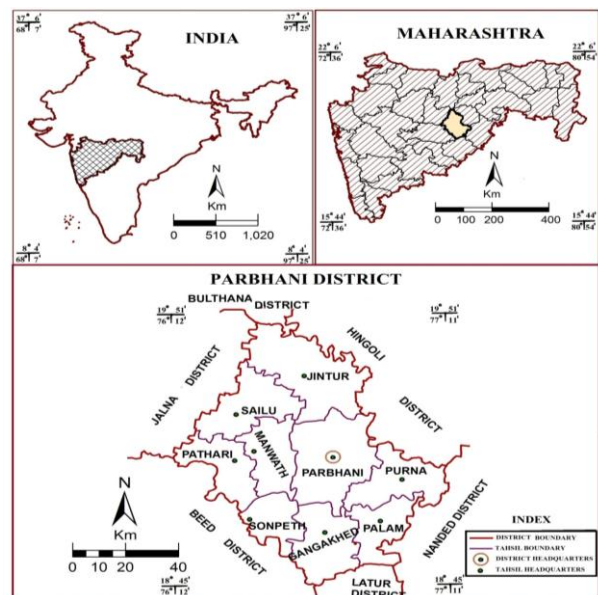 37° 6'
68° 7'
INDIA
37° 6'
97° 25'
N
Km
0 510 1,020
8° 4'
68° 7'
8° 4'
97° 25'
MAHARASHTRA
22° 6'
72° 36'
22° 6'
80° 54'
N
Km
0 100 200 400
15° 44'
72° 36'
15° 44'
80° 54'
PARBHANI DISTRICT
19° 51'
76° 12'
19° 51'
77° 11'
BULTHANA DISTRICT
HINGOLI DISTRICT
JALNA DISTRICT
JINTUR
SAILU
MANWATH
PATHARI
PARBHANI
PURNA
SONPETH
GANGAKHED
PALAM
BEED DISTRICT
NANDED DISTRICT
LATUR DISTRICT
N
Km
0 10 20 40
18° 45'
76° 12'
18° 45'
77° 11'
INDEX
DISTRICT BOUNDARY
TAHSIL BOUNDARY
DISTRICT HEADQUARTERS
TAHSIL HEADQUARTERS